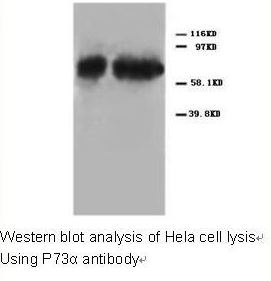 116KD
97KD
58.1KD
39.8KD
Western blot analysis of Hela cell lysis↵
Using P73α antibody↵